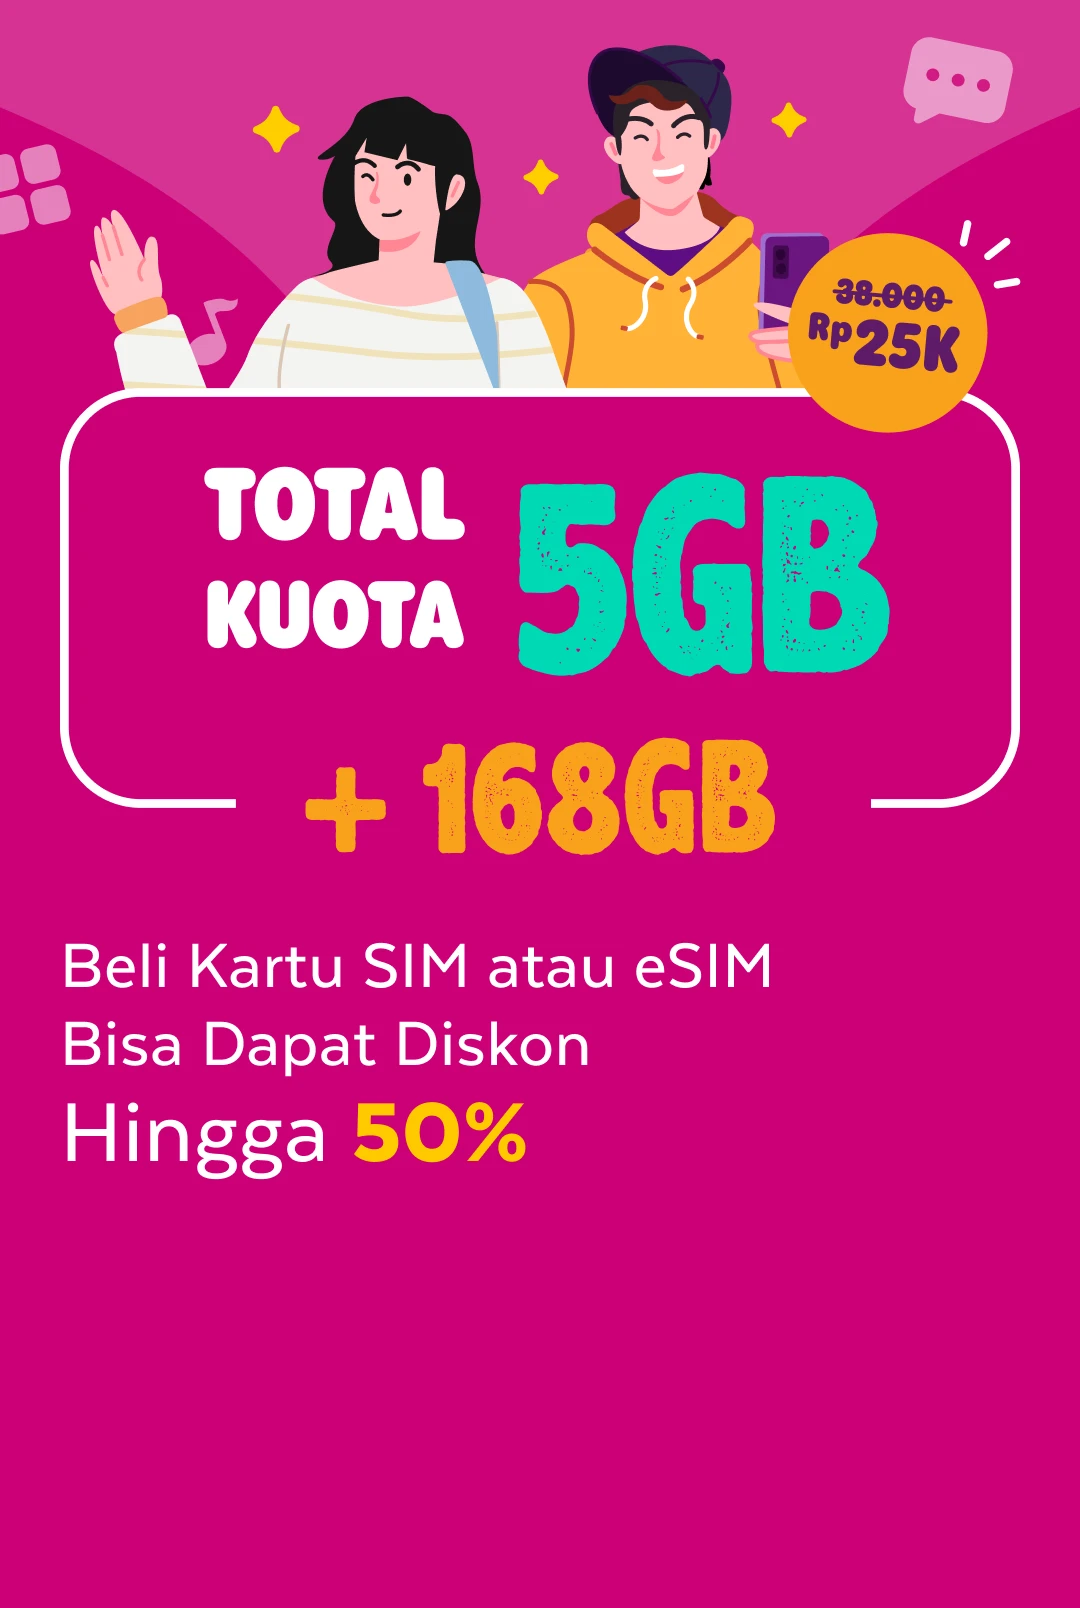 38.000
Rp25K
TOTAL
KUOTA
5GB
+ 168GB
Beli Kartu SIM atau eSIM
Bisa Dapat Diskon
Hingga 50%